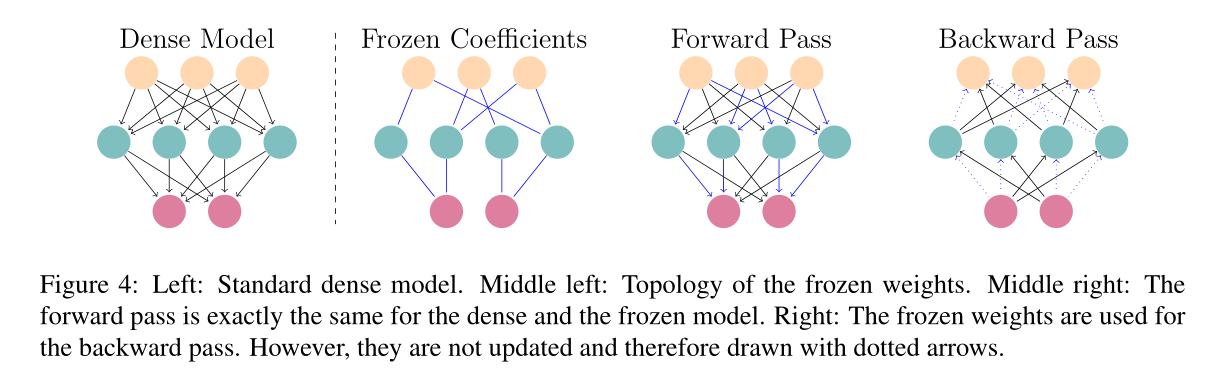 Dense Model
Frozen Coefficients
Forward Pass
Backward Pass
Figure 4: Left: Standard dense model. Middle left: Topology of the frozen weights. Middle right: The
forward pass is exactly the same for the dense and the frozen model. Right: The frozen weights are used for
the backward pass. However, they are not updated and therefore drawn with dotted arrows.